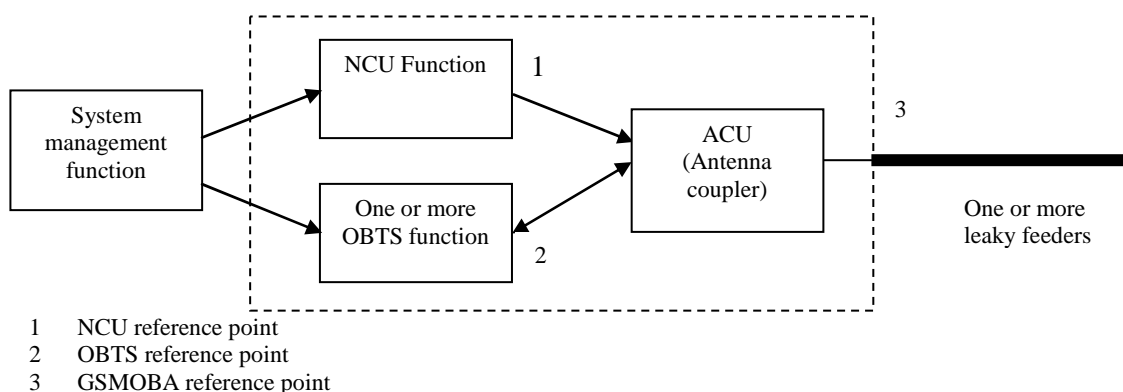 System
management
function
NCU Function
1
One or more
OBTS function
2
ACU
(Antenna
coupler)
3
One or more
leaky feeders
1 NCU reference point
2 OBTS reference point
3 GSMOBA reference point